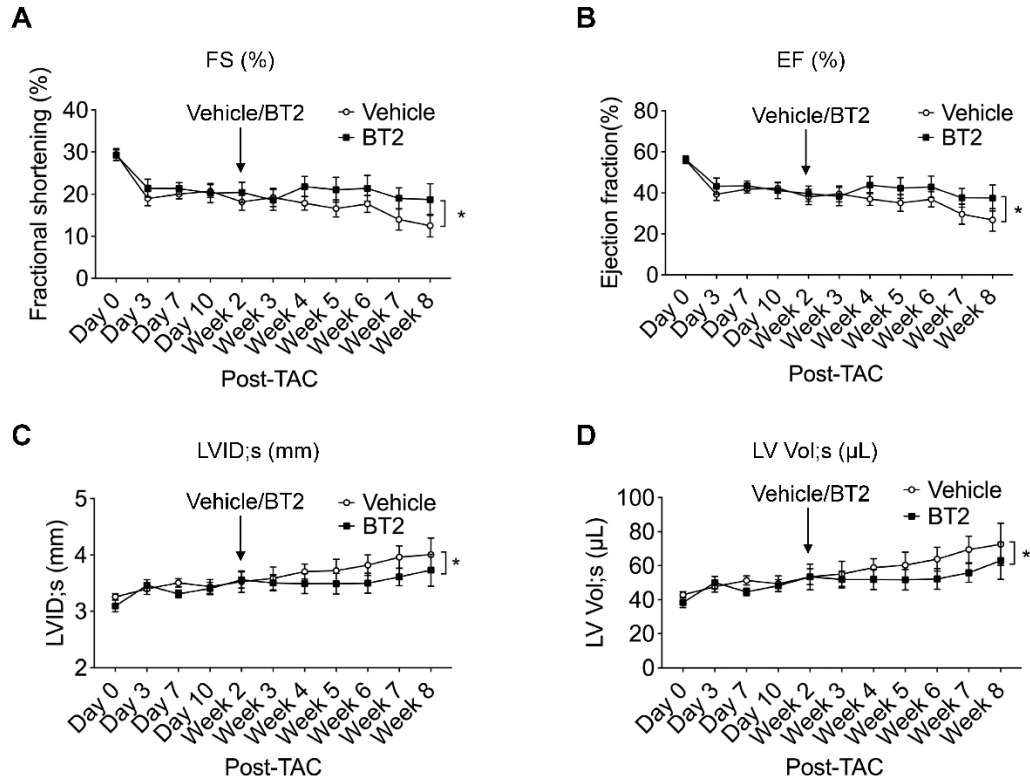 A
FS (%)
Fractional shortening (%)
40
30
20
10
0
Vehicle/BT2
Vehicle
BT2
*
Day 0
Day 3
Day 7
Day 10
Week 2
Week 3
Week 4
Week 5
Week 6
Week 7
Week 8
Post-TAC
B
EF (%)
Ejection fraction(%)
80
60
40
20
0
Vehicle/BT2
Vehicle
BT2
*
Day 0
Day 3
Day 7
Day 10
Week 2
Week 3
Week 4
Week 5
Week 6
Week 7
Week 8
Post-TAC
C
LVID;s (mm)
LVID;s (mm)
5
4
3
2
Vehicle/BT2
Vehicle
BT2
*
Day 0
Day 3
Day 7
Day 10
Week 2
Week 3
Week 4
Week 5
Week 6
Week 7
Week 8
Post-TAC
D
LV Vol;s (µL)
LV Vol;s (µL)
100
80
60
40
20
0
Vehicle/BT2
Vehicle
BT2
*
Day 0
Day 3
Day 7
Day 10
Week 2
Week 3
Week 4
Week 5
Week 6
Week 7
Week 8
Post-TAC